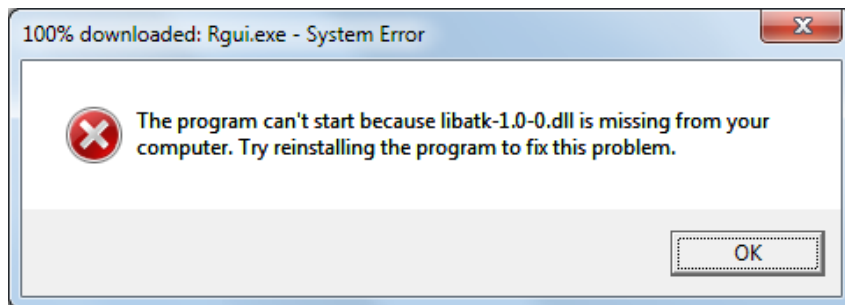 100% downloaded: Rgui.exe - System Error
The program can't start because libatk-1.0-0.dll is missing from your
computer. Try reinstalling the program to fix this problem.
OK